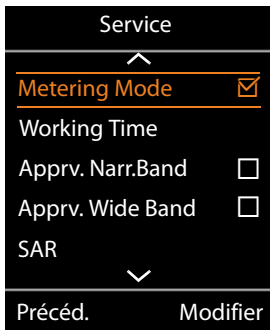 Service
Metering Mode
Working Time
Apprv. Narr.Band
Apprv. Wide Band
SAR
Précéd. Modifier